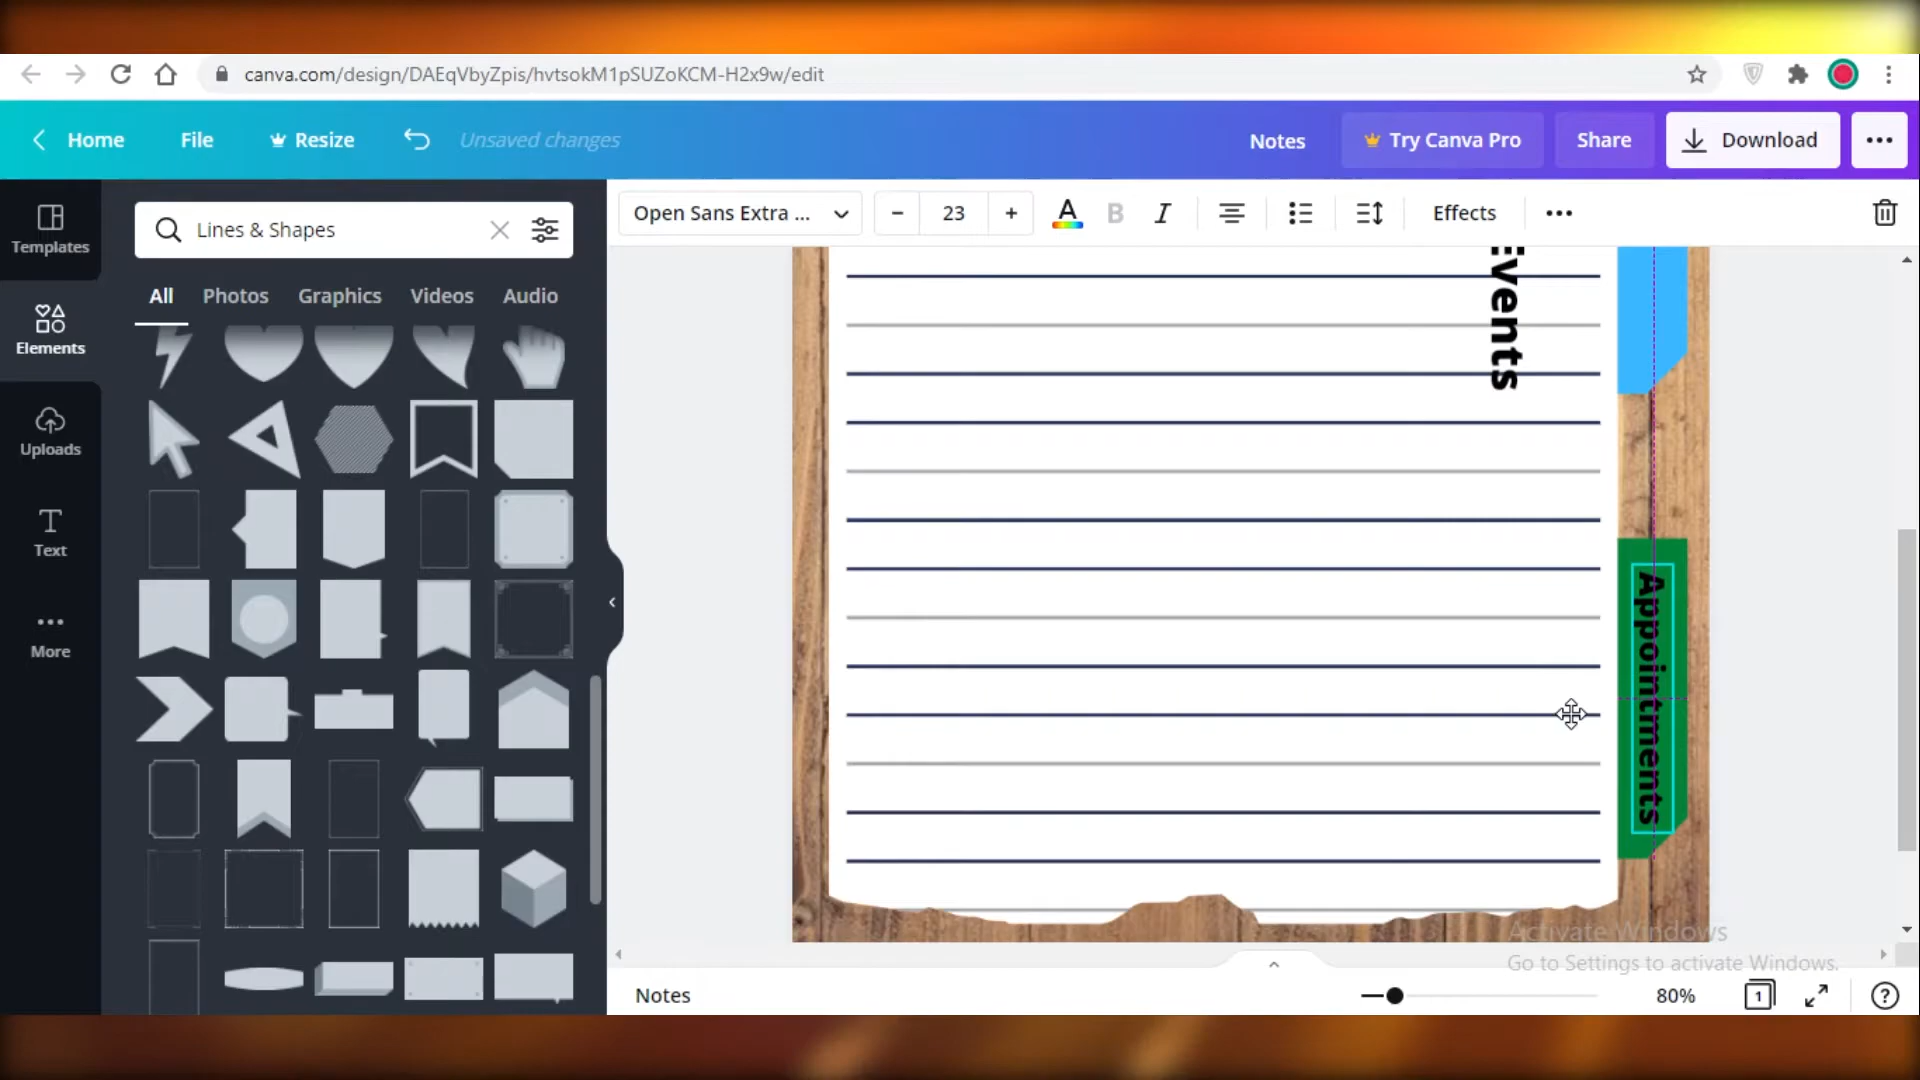 canva.com/design/DAEqVbyZpis/hvtsokM1pSUZoKCM-H2x9w/edit
Home File Resize Unsaved changes Notes Try Canva Pro Share Download
Templates
Elements
Uploads
Text
More
Lines & Shapes
All Photos Graphics Videos Audio
Open Sans Extra ... 23 A B I Effects
Events
Appointments
Activate Windows
Go to Settings to activate Windows.
Notes 80% 1